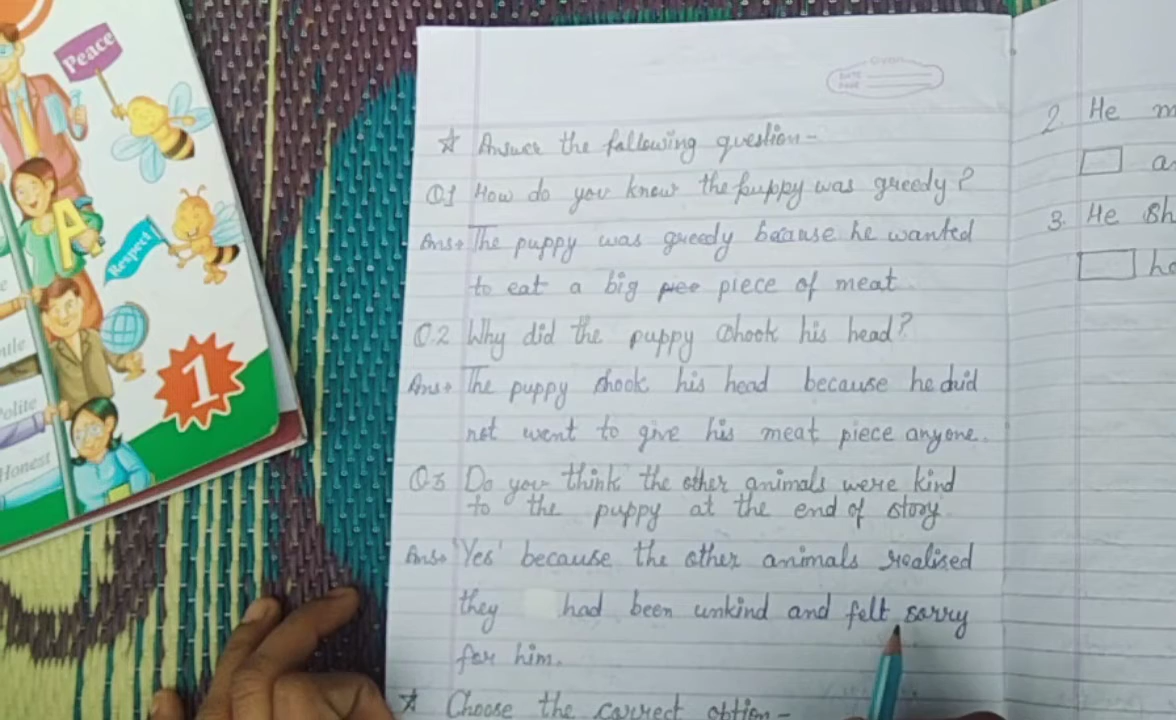 Peace
Respect!
Polite
Honest
1
☆ Answer the following question-
Q.1 How do you know the puppy was greedy?
Ans→ The puppy was greedy because he wanted
to eat a big piece of meat.
Q.2 Why did the puppy shook his head?
Ans→ The puppy shook his head because he did
not went to give his meat piece anyone.
Q.3 Do you think the other animals were kind
to the puppy at the end of story
Ans→ 'Yes' because the other animals realised
they had been unkind and felt sorry
for him.
☆ Choose the correct option-
2. He
3. He